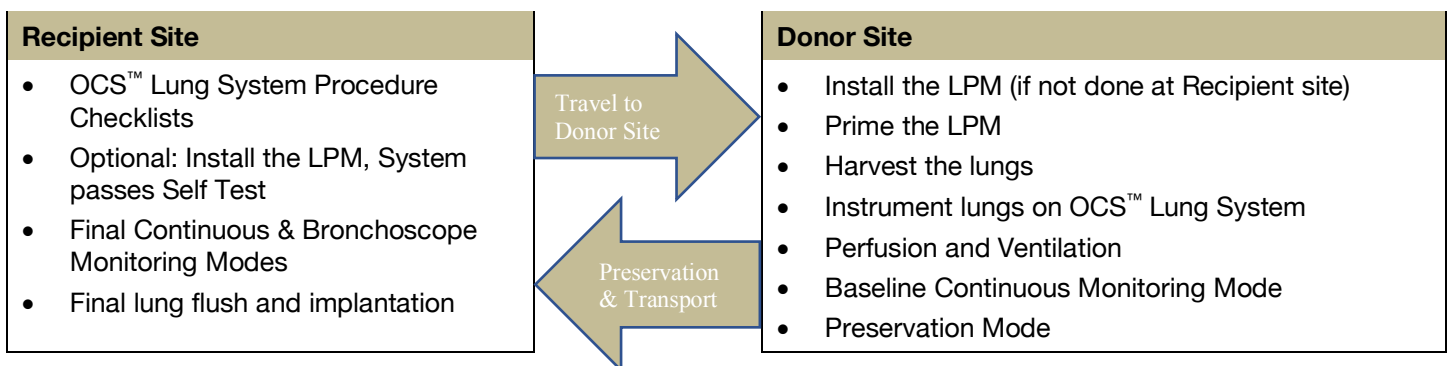 Recipient Site
• OCS™ Lung System Procedure
Checklists
• Optional: Install the LPM, System
passes Self Test
• Final Continuous & Bronchoscope
Monitoring Modes
• Final lung flush and implantation
Travel to
Donor Site
Preservation
& Transport
Donor Site
• Install the LPM (if not done at Recipient site)
• Prime the LPM
• Harvest the lungs
• Instrument lungs on OCS™ Lung System
• Perfusion and Ventilation
• Baseline Continuous Monitoring Mode
• Preservation Mode